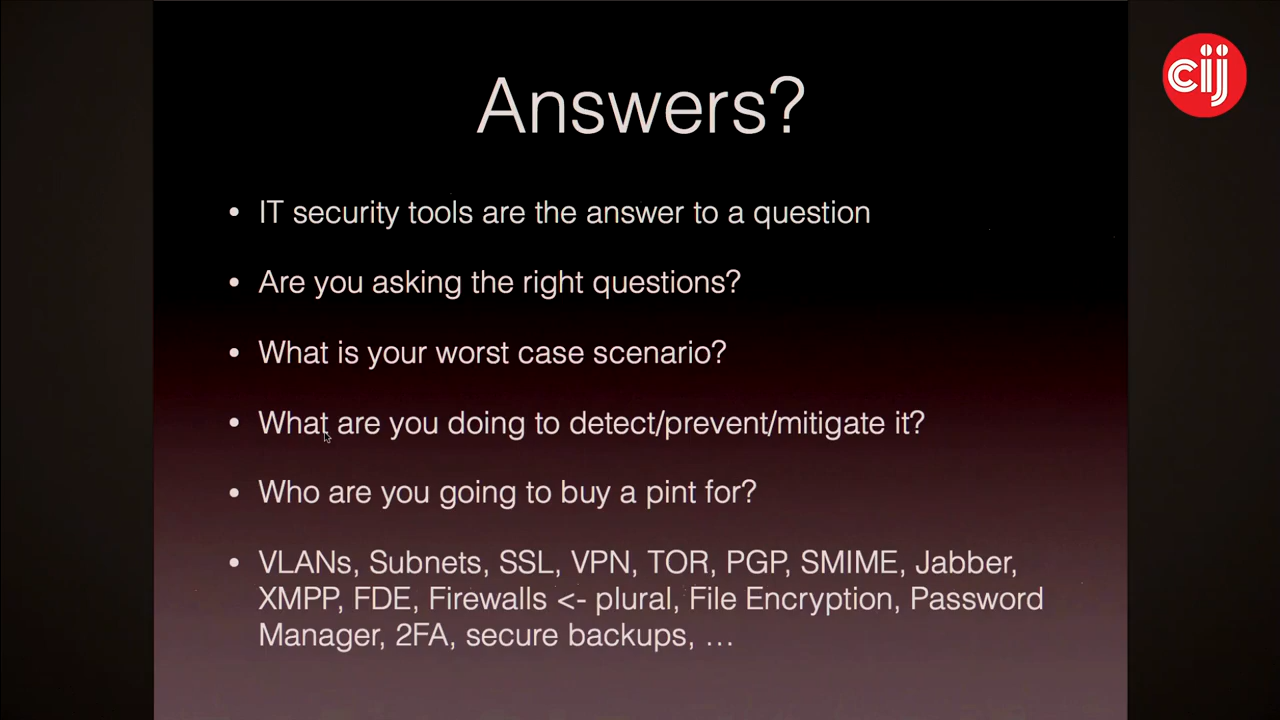 cij
Answers?
• IT security tools are the answer to a question
• Are you asking the right questions?
• What is your worst case scenario?
• What are you doing to detect/prevent/mitigate it?
• Who are you going to buy a pint for?
• VLANs, Subnets, SSL, VPN, TOR, PGP, SMIME, Jabber,
XMPP, FDE, Firewalls <- plural, File Encryption, Password
Manager, 2FA, secure backups, …